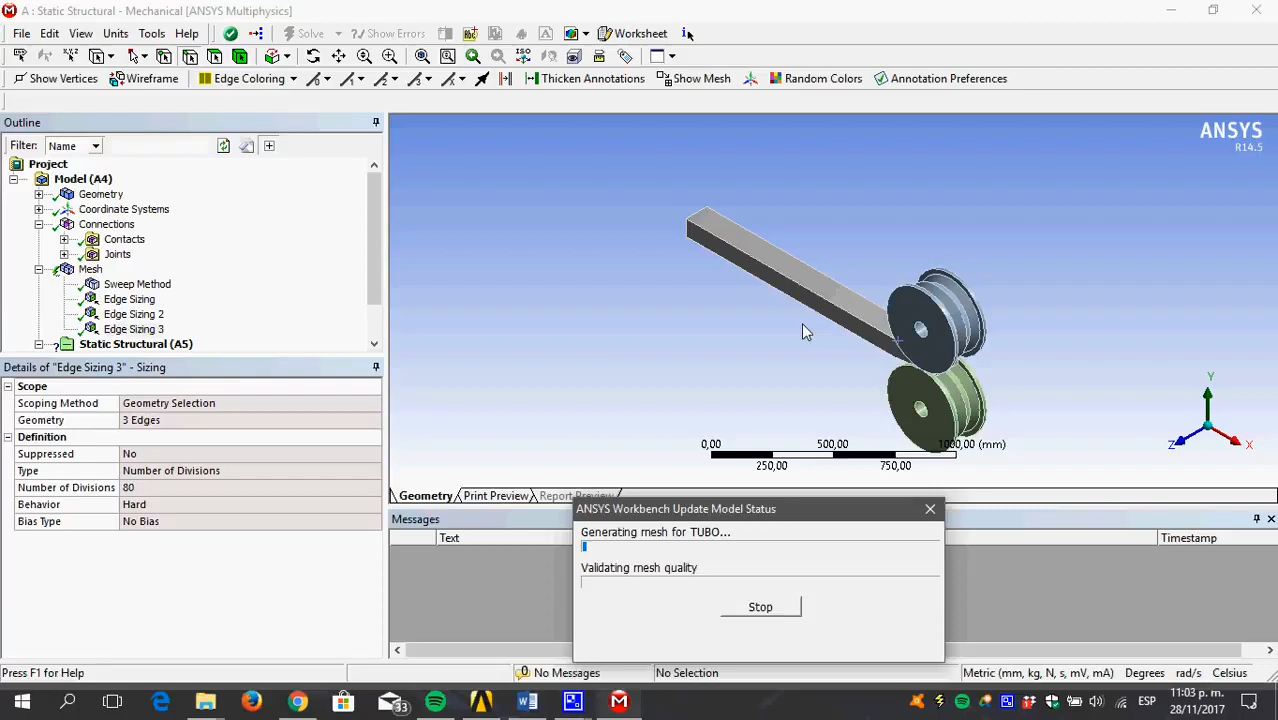 A : Static Structural - Mechanical [ANSYS Multiphysics]
File Edit View Units Tools Help Solve Show Errors Worksheet
Show Vertices Wireframe Edge Coloring Thicken Annotations Show Mesh Random Colors Annotation Preferences
Outline
Filter: Name
Project
Model (A4)
Geometry
Coordinate Systems
Connections
Contacts
Joints
Mesh
Sweep Method
Edge Sizing
Edge Sizing 2
Edge Sizing 3
Static Structural (A5)
Details of "Edge Sizing 3" - Sizing
Scope
Scoping Method Geometry Selection
Geometry 3 Edges
Definition
Suppressed No
Type Number of Divisions
Number of Divisions 80
Behavior Hard
Bias Type No Bias
ANSYS
R14.5
Y
Z X
0,00 500,00 1000,00 (mm)
250,00 750,00
Geometry Print Preview Report Preview
Messages
Text Timestamp
ANSYS Workbench Update Model Status
Generating mesh for TUBO...
Validating mesh quality
Stop
Press F1 for Help No Messages No Selection Metric (mm, kg, N, s, mV, mA) Degrees rad/s Celsius
33 ESP 11:03 p. m.
28/11/2017